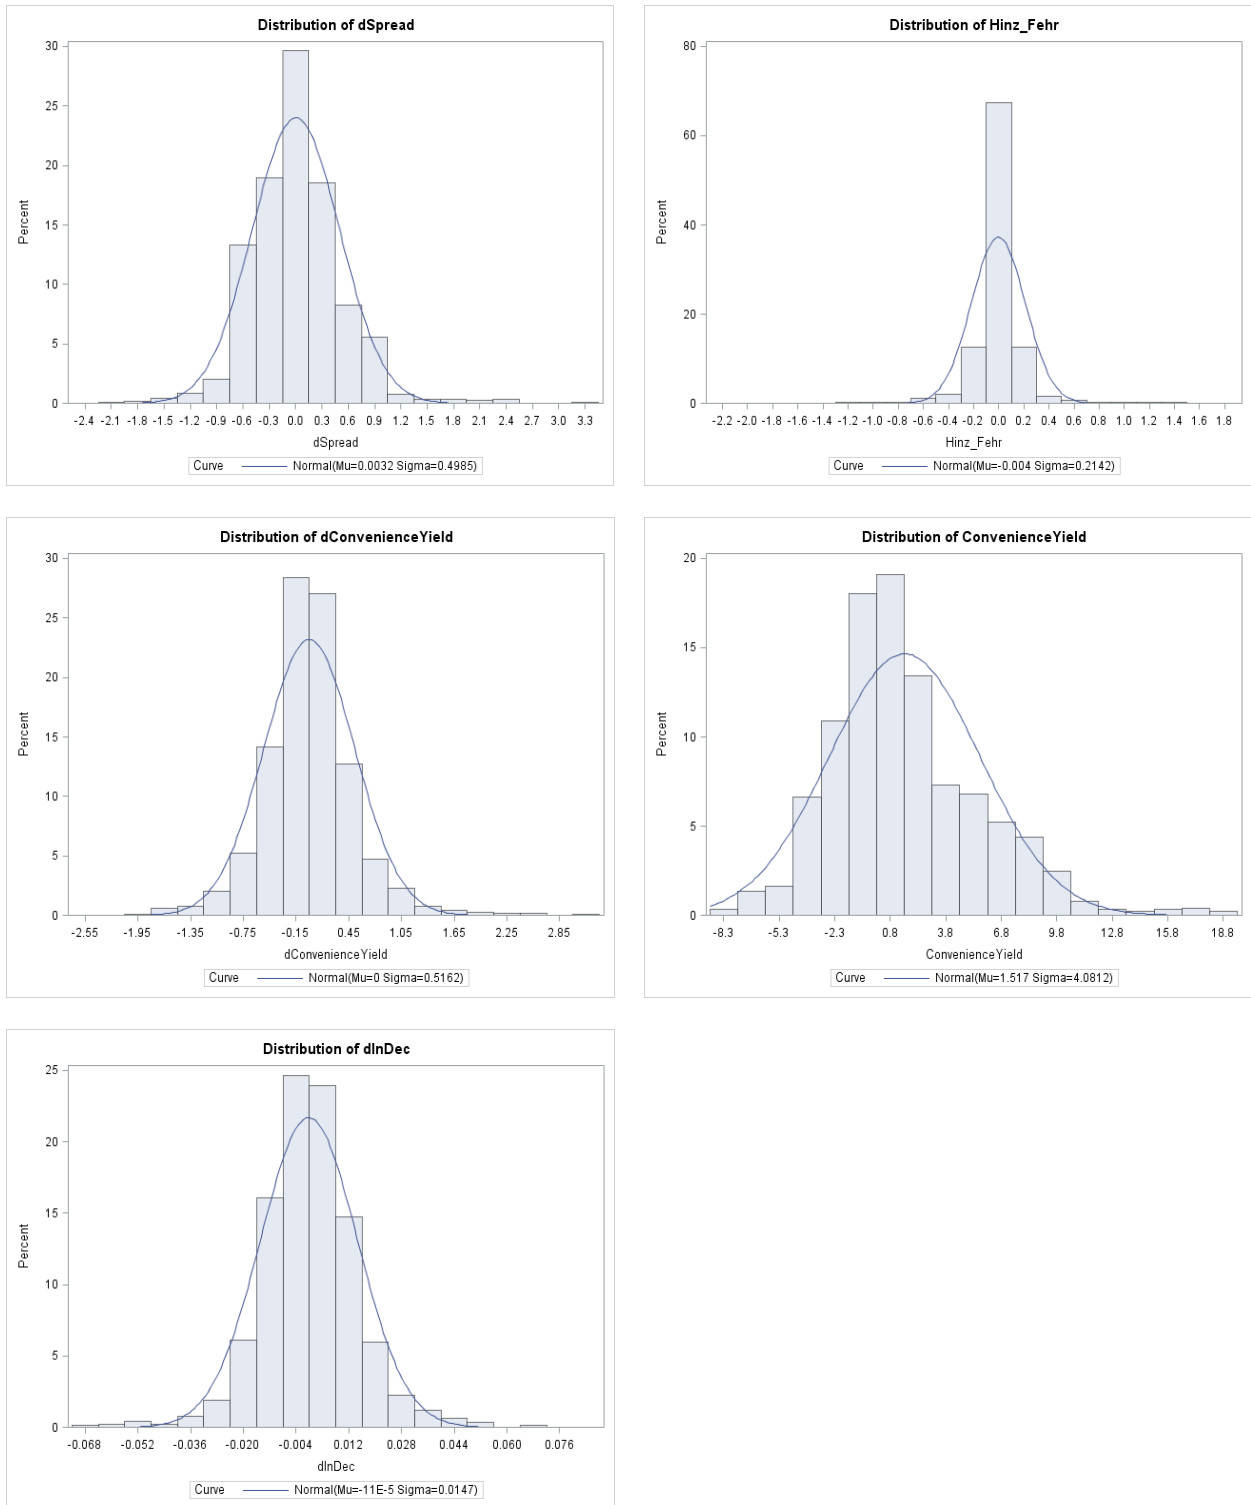 Distribution of dSpread
30
25
20
15
10
5
0
Percent
-2.4 -2.1 -1.8 -1.5 -1.2 -0.9 -0.6 -0.3 0.0 0.3 0.6 0.9 1.2 1.5 1.8 2.1 2.4 2.7 3.0 3.3
dSpread
Curve Normal(Mu=0.0032 Sigma=0.4985)
Distribution of Hinz_Fehr
80
60
40
20
0
Percent
-2.2 -2.0 -1.8 -1.6 -1.4 -1.2 -1.0 -0.8 -0.6 -0.4 -0.2 0.0 0.2 0.4 0.6 0.8 1.0 1.2 1.4 1.6 1.8
Hinz_Fehr
Curve Normal(Mu=-0.004 Sigma=0.2142)
Distribution of dConvenienceYield
30
25
20
15
10
5
0
Percent
-2.55 -1.95 -1.35 -0.75 -0.15 0.45 1.05 1.65 2.25 2.85
dConvenienceYield
Curve Normal(Mu=0 Sigma=0.5162)
Distribution of ConvenienceYield
20
15
10
5
0
Percent
-8.3 -5.3 -2.3 0.8 3.8 6.8 9.8 12.8 15.8 18.8
ConvenienceYield
Curve Normal(Mu=1.517 Sigma=4.0812)
Distribution of dlnDec
25
20
15
10
5
0
Percent
-0.068 -0.052 -0.036 -0.020 -0.004 0.012 0.028 0.044 0.060 0.076
dlnDec
Curve Normal(Mu=-11E-5 Sigma=0.0147)